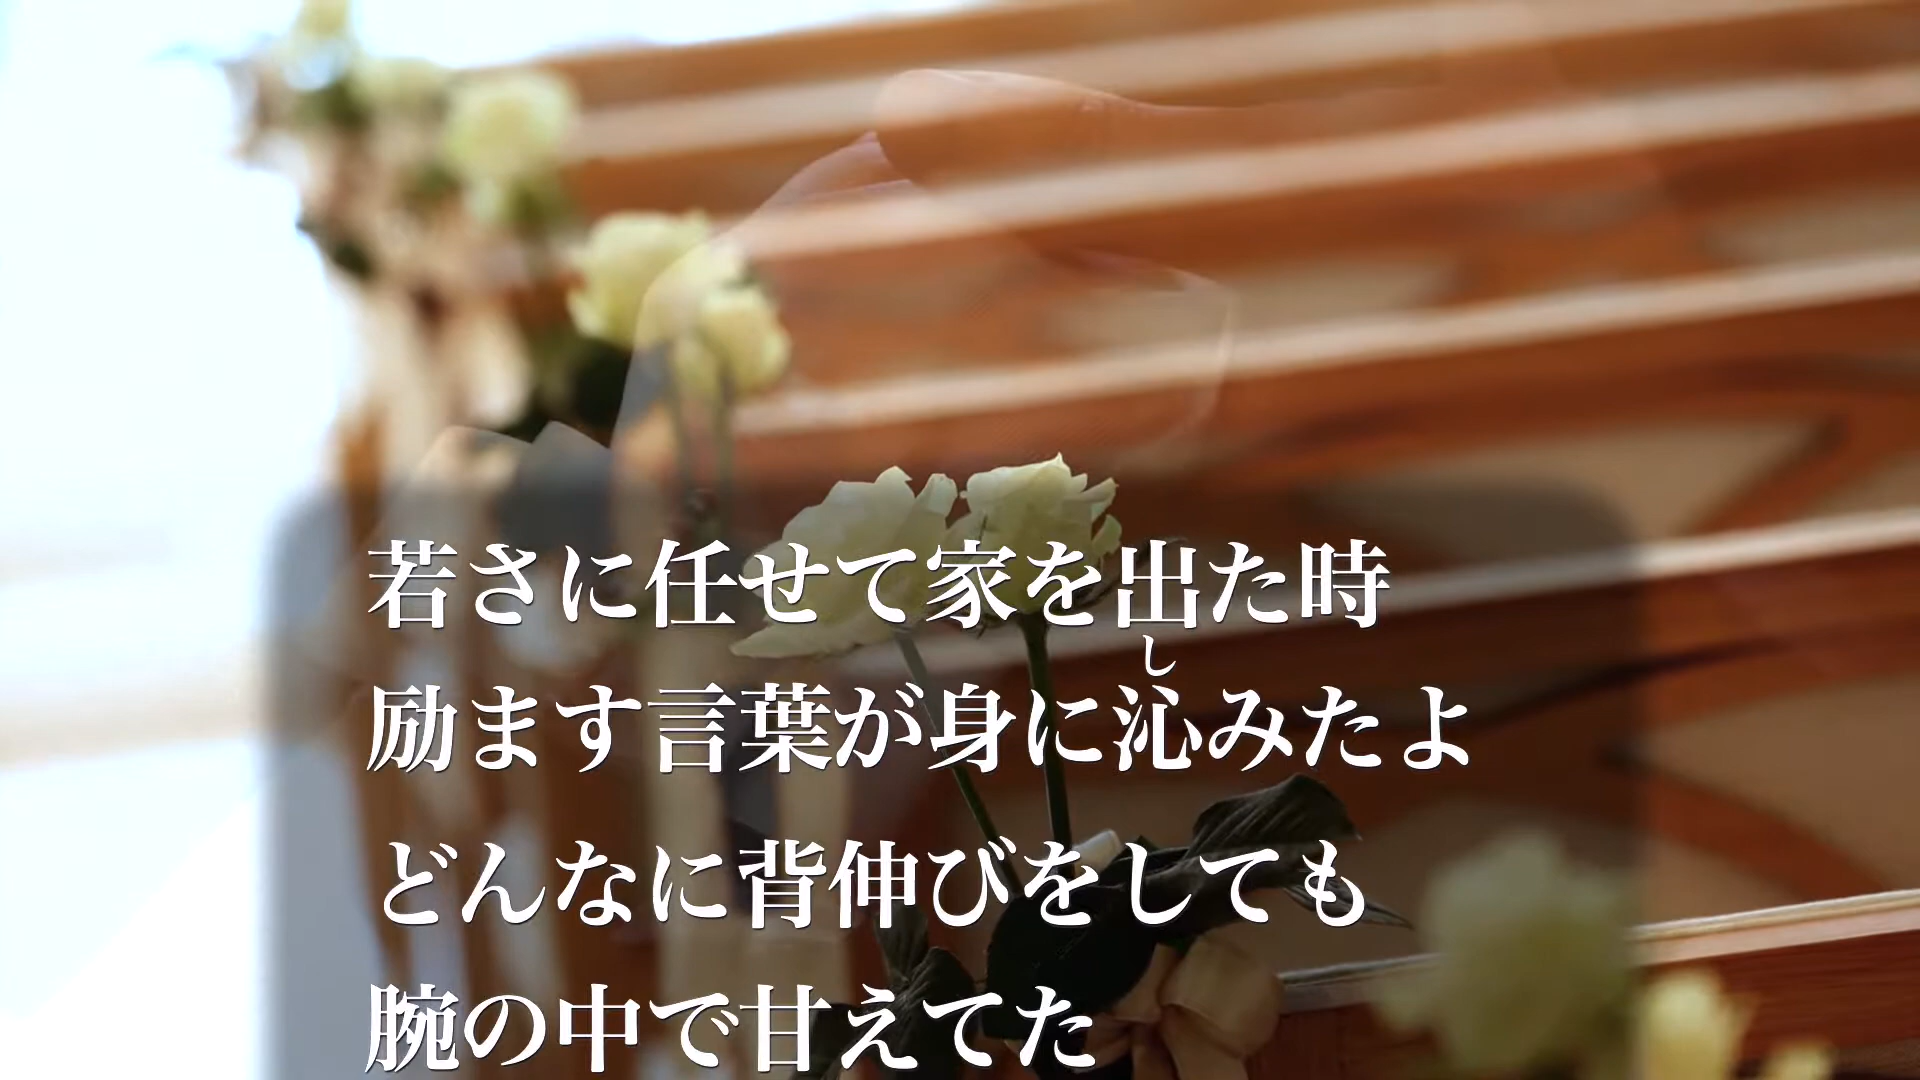 若さに任せて家を出た時
し
励ます言葉が身に沁みたよ
どんなに背伸びをしても
腕の中で甘えてた